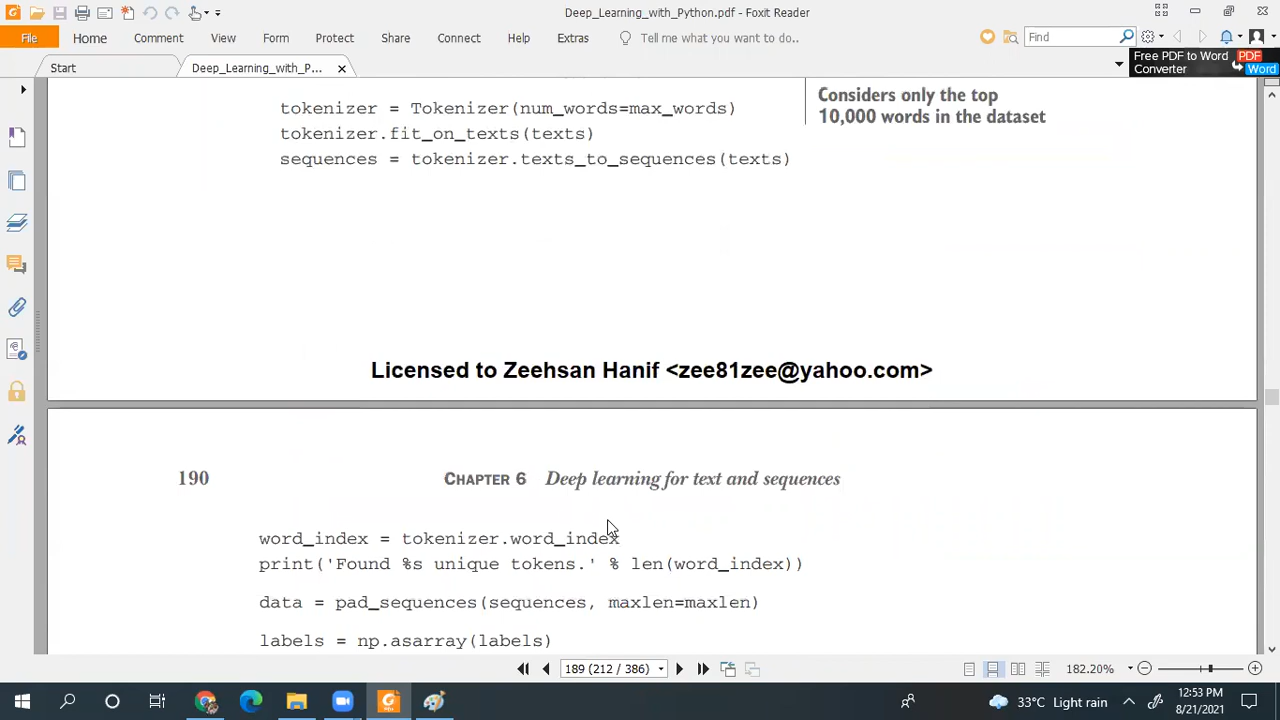 Deep_Learning_with_Python.pdf - Foxit Reader
File Home Comment View Form Protect Share Connect Help Extras Tell me what you want to do.. Find
Free PDF to Word Converter PDF Word
Start Deep_Learning_with_P...
tokenizer = Tokenizer(num_words=max_words)
tokenizer.fit_on_texts(texts)
sequences = tokenizer.texts_to_sequences(texts)
Considers only the top
10,000 words in the dataset
Licensed to Zeehsan Hanif <zee81zee@yahoo.com>
190 CHAPTER 6 Deep learning for text and sequences
word_index = tokenizer.word_index
print('Found %s unique tokens.' % len(word_index))
data = pad_sequences(sequences, maxlen=maxlen)
labels = np.asarray(labels)
189 (212 / 386) 182.20%
33°C Light rain
12:53 PM
8/21/2021